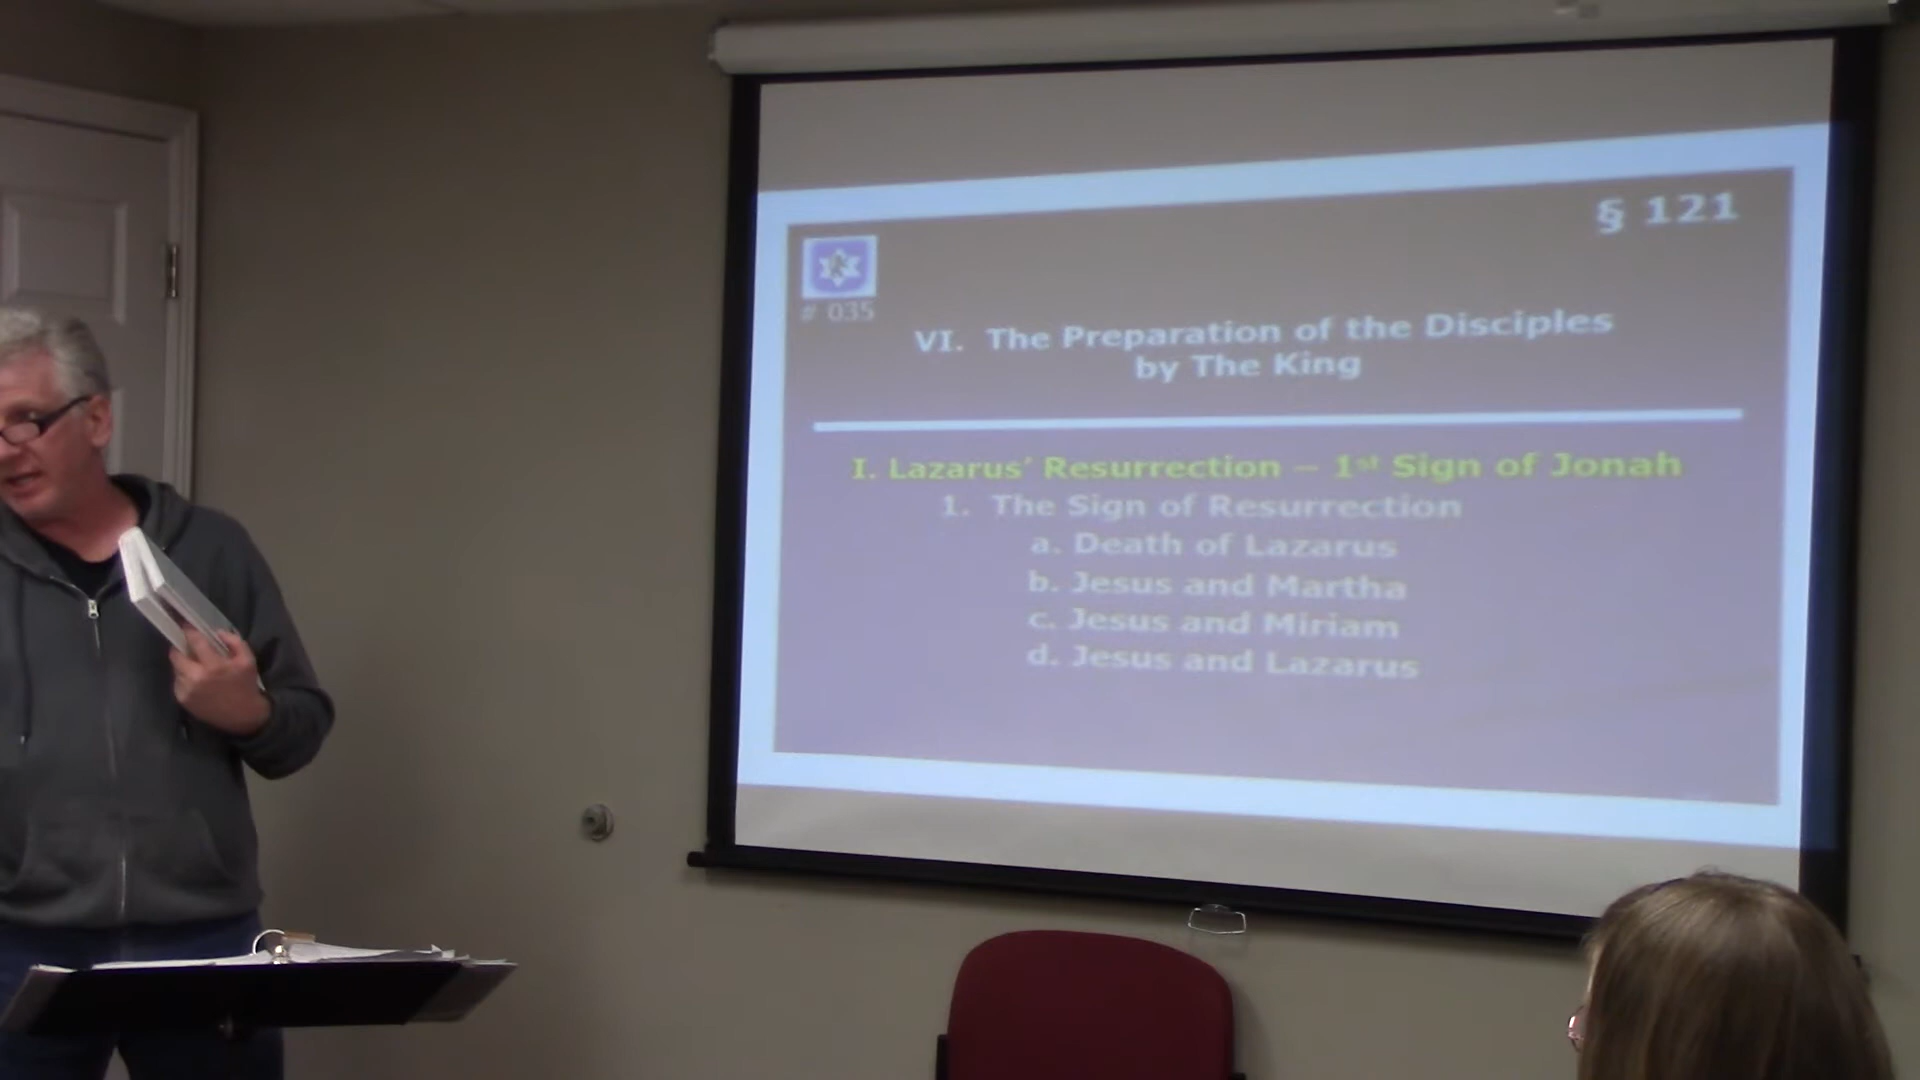 § 121
# 035
VI. The Preparation of the Disciples
by The King
I. Lazarus’ Resurrection – 1st Sign of Jonah
1. The Sign of Resurrection
a. Death of Lazarus
b. Jesus and Martha
c. Jesus and Miriam
d. Jesus and Lazarus